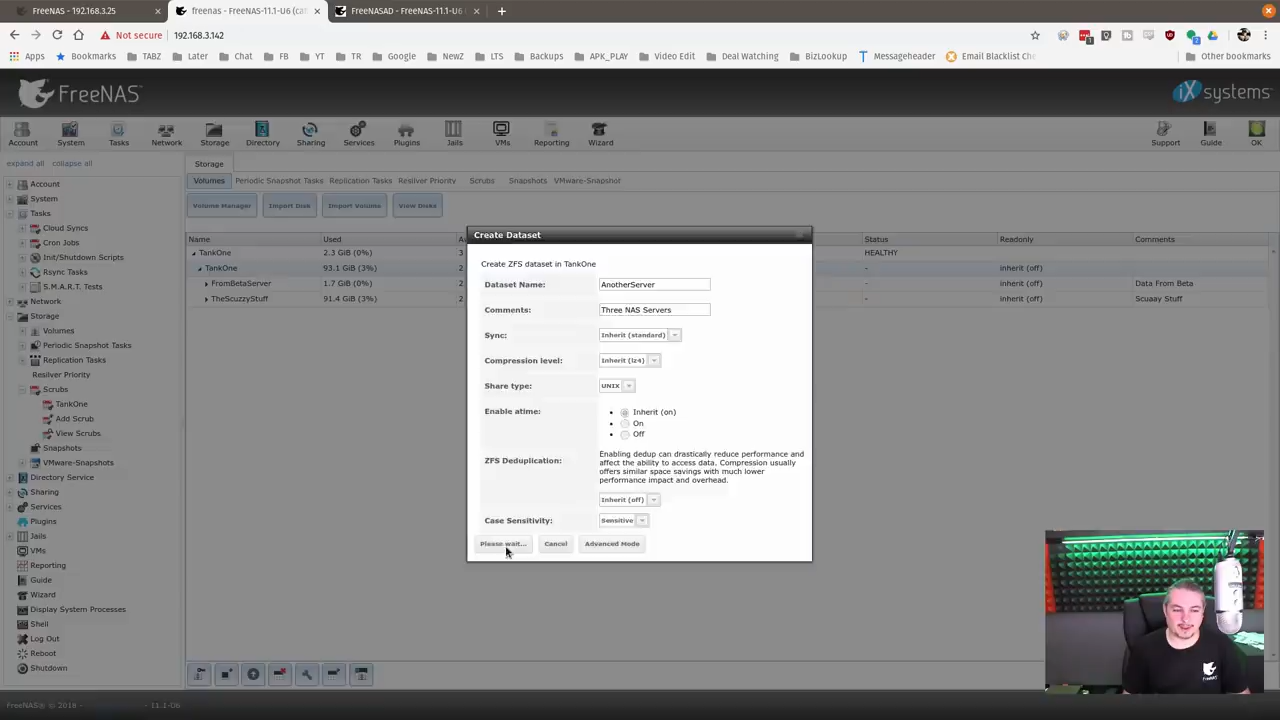 FreeNAS - 192.168.3.25
freenas - FreeNAS-11.1-U6 (ca
FreeNASAD - FreeNAS-11.1-U6
Not secure
192.168.3.142
Apps
Bookmarks
TABZ
Later
Chat
FB
YT
TR
Google
NewZ
LTS
Backups
APK_PLAY
Video Edit
Deal Watching
BizLookup
Messageheader
Email Blacklist Che
Other bookmarks
FreeNAS
iX systems
Account
System
Tasks
Network
Storage
Directory
Sharing
Services
Plugins
Jails
VMs
Reporting
Wizard
Support
Guide
OK
expand all
collapse all
Storage
Volumes
Periodic Snapshot Tasks
Replication Tasks
Resilver Priority
Scrubs
Snapshots
VMware-Snapshot
Volume Manager
Import Disk
Import Volume
View Disks
Name
Used
A
Status
Readonly
Comments
TankOne
2.3 GiB (0%)
2
HEALTHY
TankOne
93.1 GiB (3%)
2
-
inherit (off)
FromBetaServer
1.7 GiB (0%)
2
-
inherit (off)
Data From Beta
TheScuzzyStuff
91.4 GiB (3%)
2
-
inherit (off)
Scuaay Stuff
Account
System
Tasks
Cloud Syncs
Cron Jobs
Init/Shutdown Scripts
Rsync Tasks
S.M.A.R.T. Tests
Network
Storage
Volumes
Periodic Snapshot Tasks
Replication Tasks
Resilver Priority
Scrubs
TankOne
Add Scrub
View Scrubs
Snapshots
VMware-Snapshots
Directory Service
Sharing
Services
Plugins
Jails
VMs
Reporting
Guide
Wizard
Display System Processes
Shell
Log Out
Reboot
Shutdown
Create Dataset
Create ZFS dataset in TankOne
Dataset Name:
AnotherServer
Comments:
Three NAS Servers
Sync:
Inherit (standard)
Compression level:
Inherit (lz4)
Share type:
UNIX
Enable atime:
Inherit (on)
On
Off
ZFS Deduplication:
Enabling dedup can drastically reduce performance and
affect the ability to access data. Compression usually
offers similar space savings with much lower
performance impact and overhead.
Inherit (off)
Case Sensitivity:
Sensitive
Please wait...
Cancel
Advanced Mode
FreeNAS